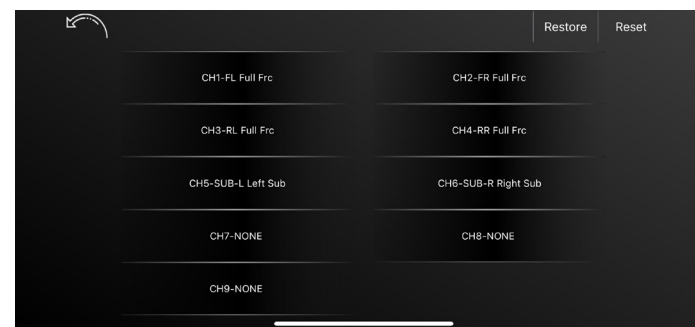 Restore Reset
CH1-FL Full Frc CH2-FR Full Frc
CH3-RL Full Frc CH4-RR Full Frc
CH5-SUB-L Left Sub CH6-SUB-R Right Sub
CH7-NONE CH8-NONE
CH9-NONE